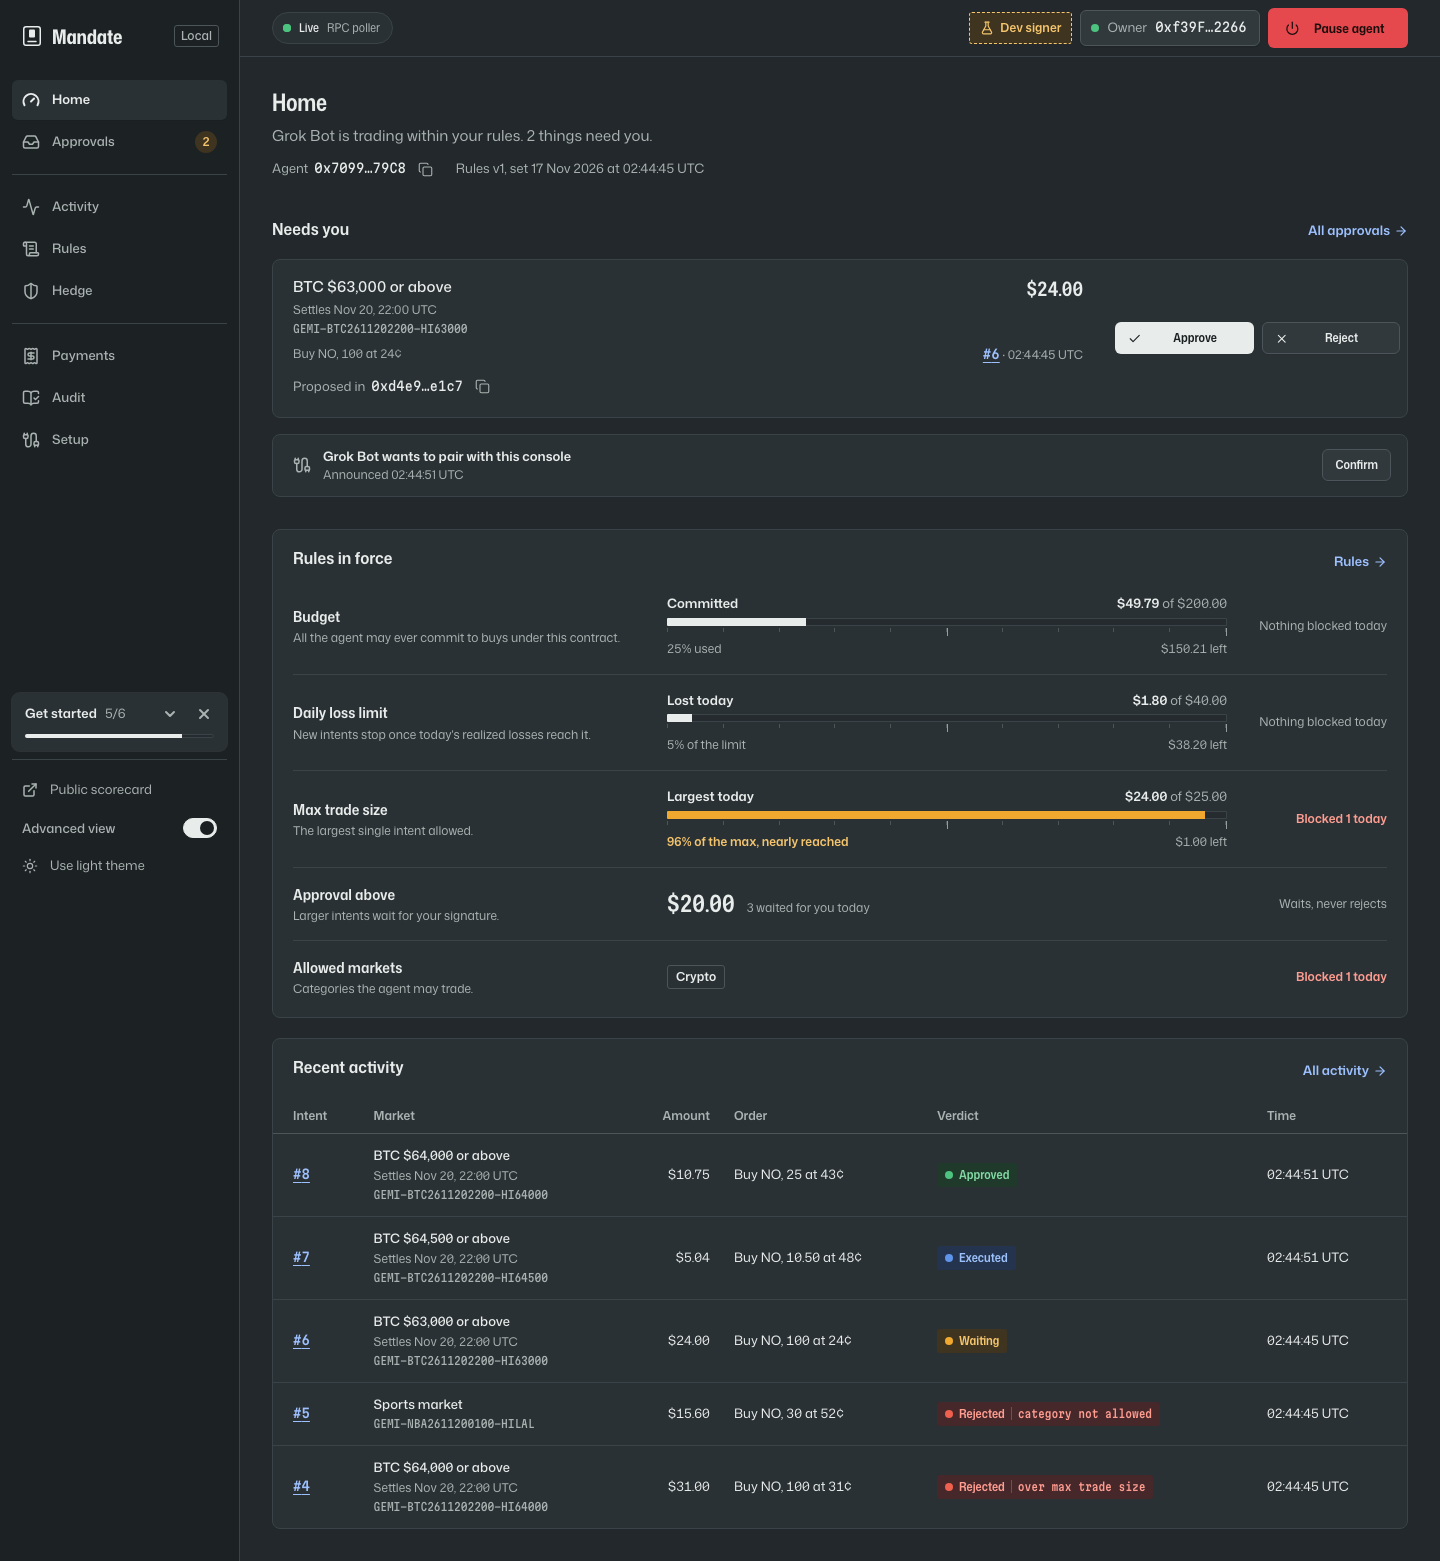 Mandate
Local
Home
Approvals
2
Activity
Rules
Hedge
Payments
Audit
Setup
Get started 5/6
Public scorecard
Advanced view
Use light theme
Live RPC poller
Dev signer
Owner 0xf39F…2266
Pause agent
Home
Grok Bot is trading within your rules. 2 things need you.
Agent 0x7099…79C8
Rules v1, set 17 Nov 2026 at 02:44:45 UTC
Needs you
All approvals →
BTC $63,000 or above
Settles Nov 20, 22:00 UTC
GEMI-BTC2611202200-HI63000
Buy NO, 100 at 24¢
Proposed in 0xd4e9…e1c7
$24.00
#6 · 02:44:45 UTC
Approve
Reject
Grok Bot wants to pair with this console
Announced 02:44:51 UTC
Confirm
Rules in force
Rules →
Budget
All the agent may ever commit to buys under this contract.
Committed
$49.79 of $200.00
25% used
$150.21 left
Nothing blocked today
Daily loss limit
New intents stop once today's realized losses reach it.
Lost today
$1.80 of $40.00
5% of the limit
$38.20 left
Nothing blocked today
Max trade size
The largest single intent allowed.
Largest today
$24.00 of $25.00
96% of the max, nearly reached
$1.00 left
Blocked 1 today
Approval above
Larger intents wait for your signature.
$20.00 3 waited for you today
Waits, never rejects
Allowed markets
Categories the agent may trade.
Crypto
Blocked 1 today
Recent activity
All activity →
Intent Market Amount Order Verdict Time
#8
BTC $64,000 or above
Settles Nov 20, 22:00 UTC
GEMI-BTC2611202200-HI64000
$10.75
Buy NO, 25 at 43¢
Approved
02:44:51 UTC
#7
BTC $64,500 or above
Settles Nov 20, 22:00 UTC
GEMI-BTC2611202200-HI64500
$5.04
Buy NO, 10.50 at 48¢
Executed
02:44:51 UTC
#6
BTC $63,000 or above
Settles Nov 20, 22:00 UTC
GEMI-BTC2611202200-HI63000
$24.00
Buy NO, 100 at 24¢
Waiting
02:44:45 UTC
#5
Sports market
GEMI-NBA2611200100-HILAL
$15.60
Buy NO, 30 at 52¢
Rejected | category not allowed
02:44:45 UTC
#4
BTC $64,000 or above
Settles Nov 20, 22:00 UTC
GEMI-BTC2611202200-HI64000
$31.00
Buy NO, 100 at 31¢
Rejected | over max trade size
02:44:45 UTC